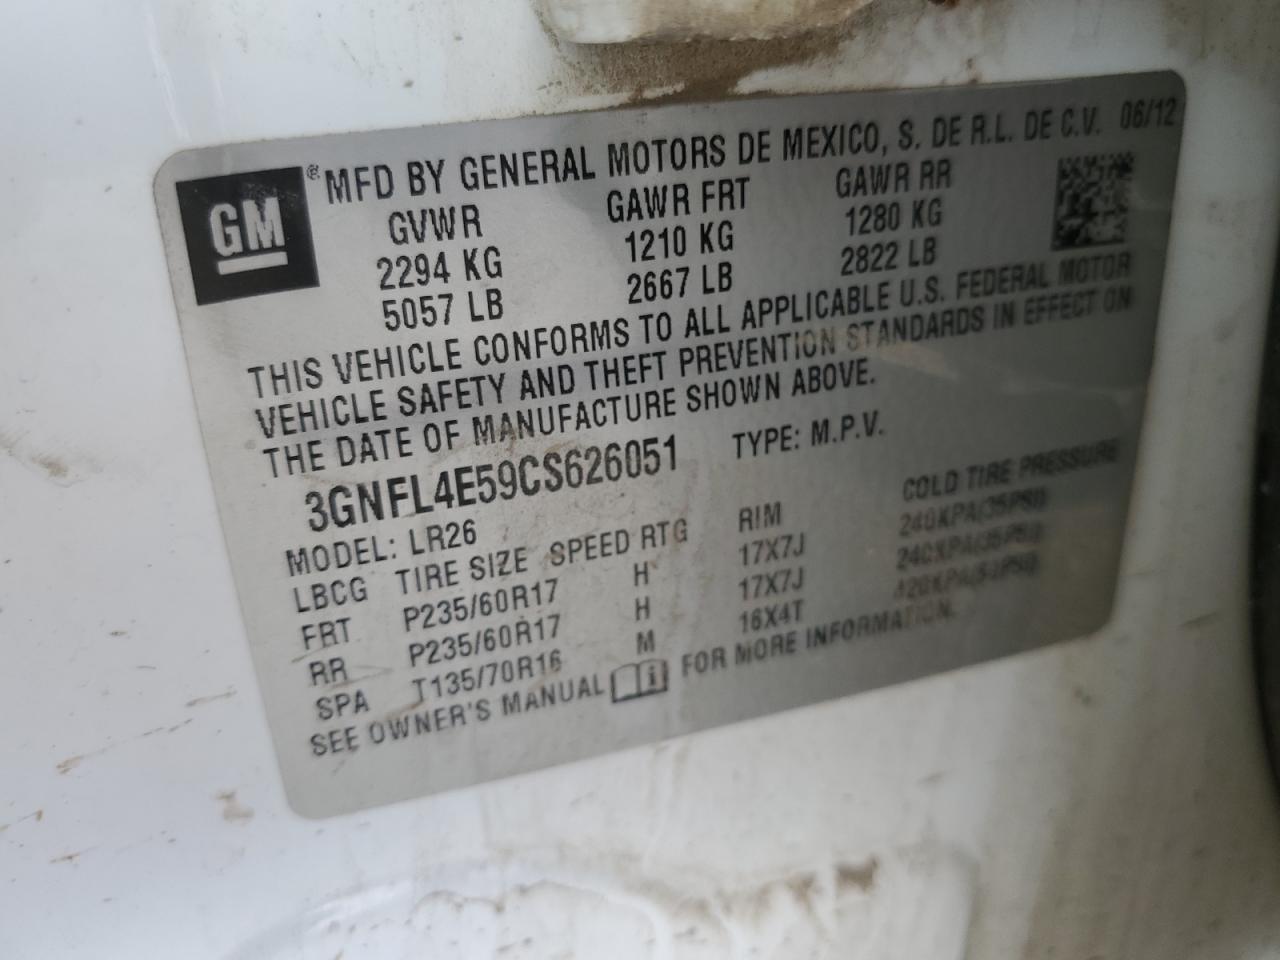 GM
® MFD BY GENERAL MOTORS DE MEXICO, S. DE R.L. DE C.V. 06/12
GVWR GAWR FRT GAWR RR
2294 KG 1210 KG 1280 KG
5057 LB 2667 LB 2822 LB
THIS VEHICLE CONFORMS TO ALL APPLICABLE U.S. FEDERAL MOTOR
VEHICLE SAFETY AND THEFT PREVENTION STANDARDS IN EFFECT ON
THE DATE OF MANUFACTURE SHOWN ABOVE.
3GNFL4E59CS626051 TYPE: M.P.V.
MODEL: LR26
LBCG TIRE SIZE SPEED RTG RIM COLD TIRE PRESSURE
FRT P235/60R17 H 17X7J 240KPA(35PSI)
RR P235/60R17 H 17X7J 240KPA(35PSI)
SPA T135/70R16 M 16X4T
SEE OWNER'S MANUAL FOR MORE INFORMATION.